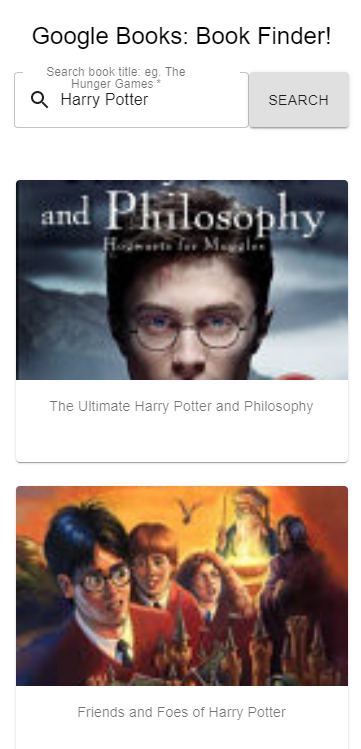 Google Books: Book Finder!
Search book title: eg. The
Hunger Games *
Harry Potter
SEARCH
and Philosophy
Hogwarts for Muggles
The Ultimate Harry Potter and Philosophy
Friends and Foes of Harry Potter